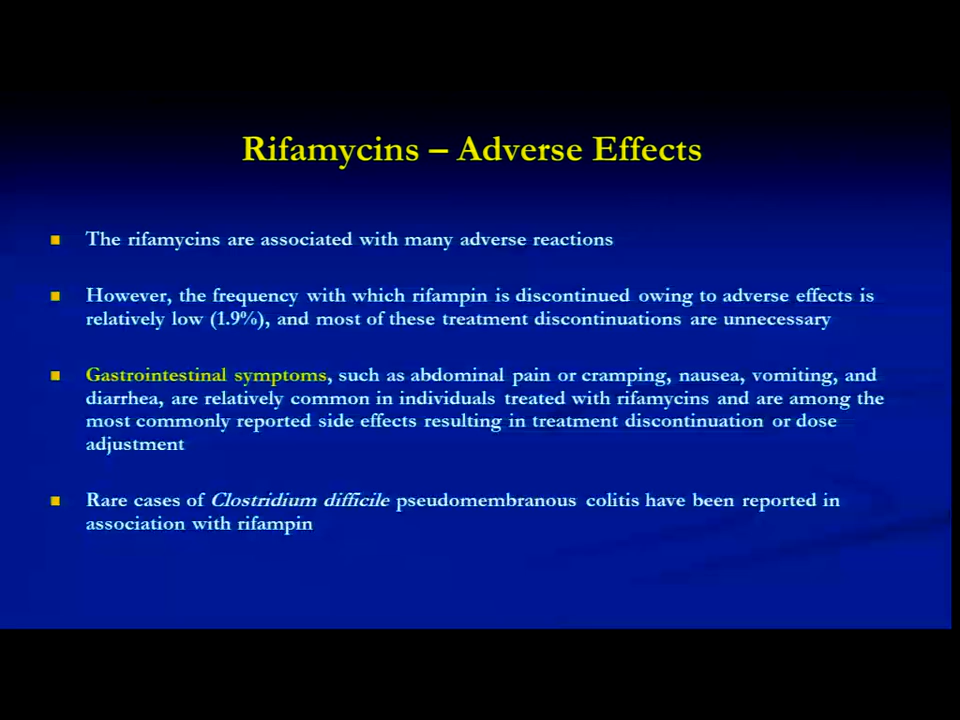 Rifamycins – Adverse Effects
The rifamycins are associated with many adverse reactions
However, the frequency with which rifampin is discontinued owing to adverse effects is
relatively low (1.9%), and most of these treatment discontinuations are unnecessary
Gastrointestinal symptoms, such as abdominal pain or cramping, nausea, vomiting, and
diarrhea, are relatively common in individuals treated with rifamycins and are among the
most commonly reported side effects resulting in treatment discontinuation or dose
adjustment
Rare cases of Clostridium difficile pseudomembranous colitis have been reported in
association with rifampin